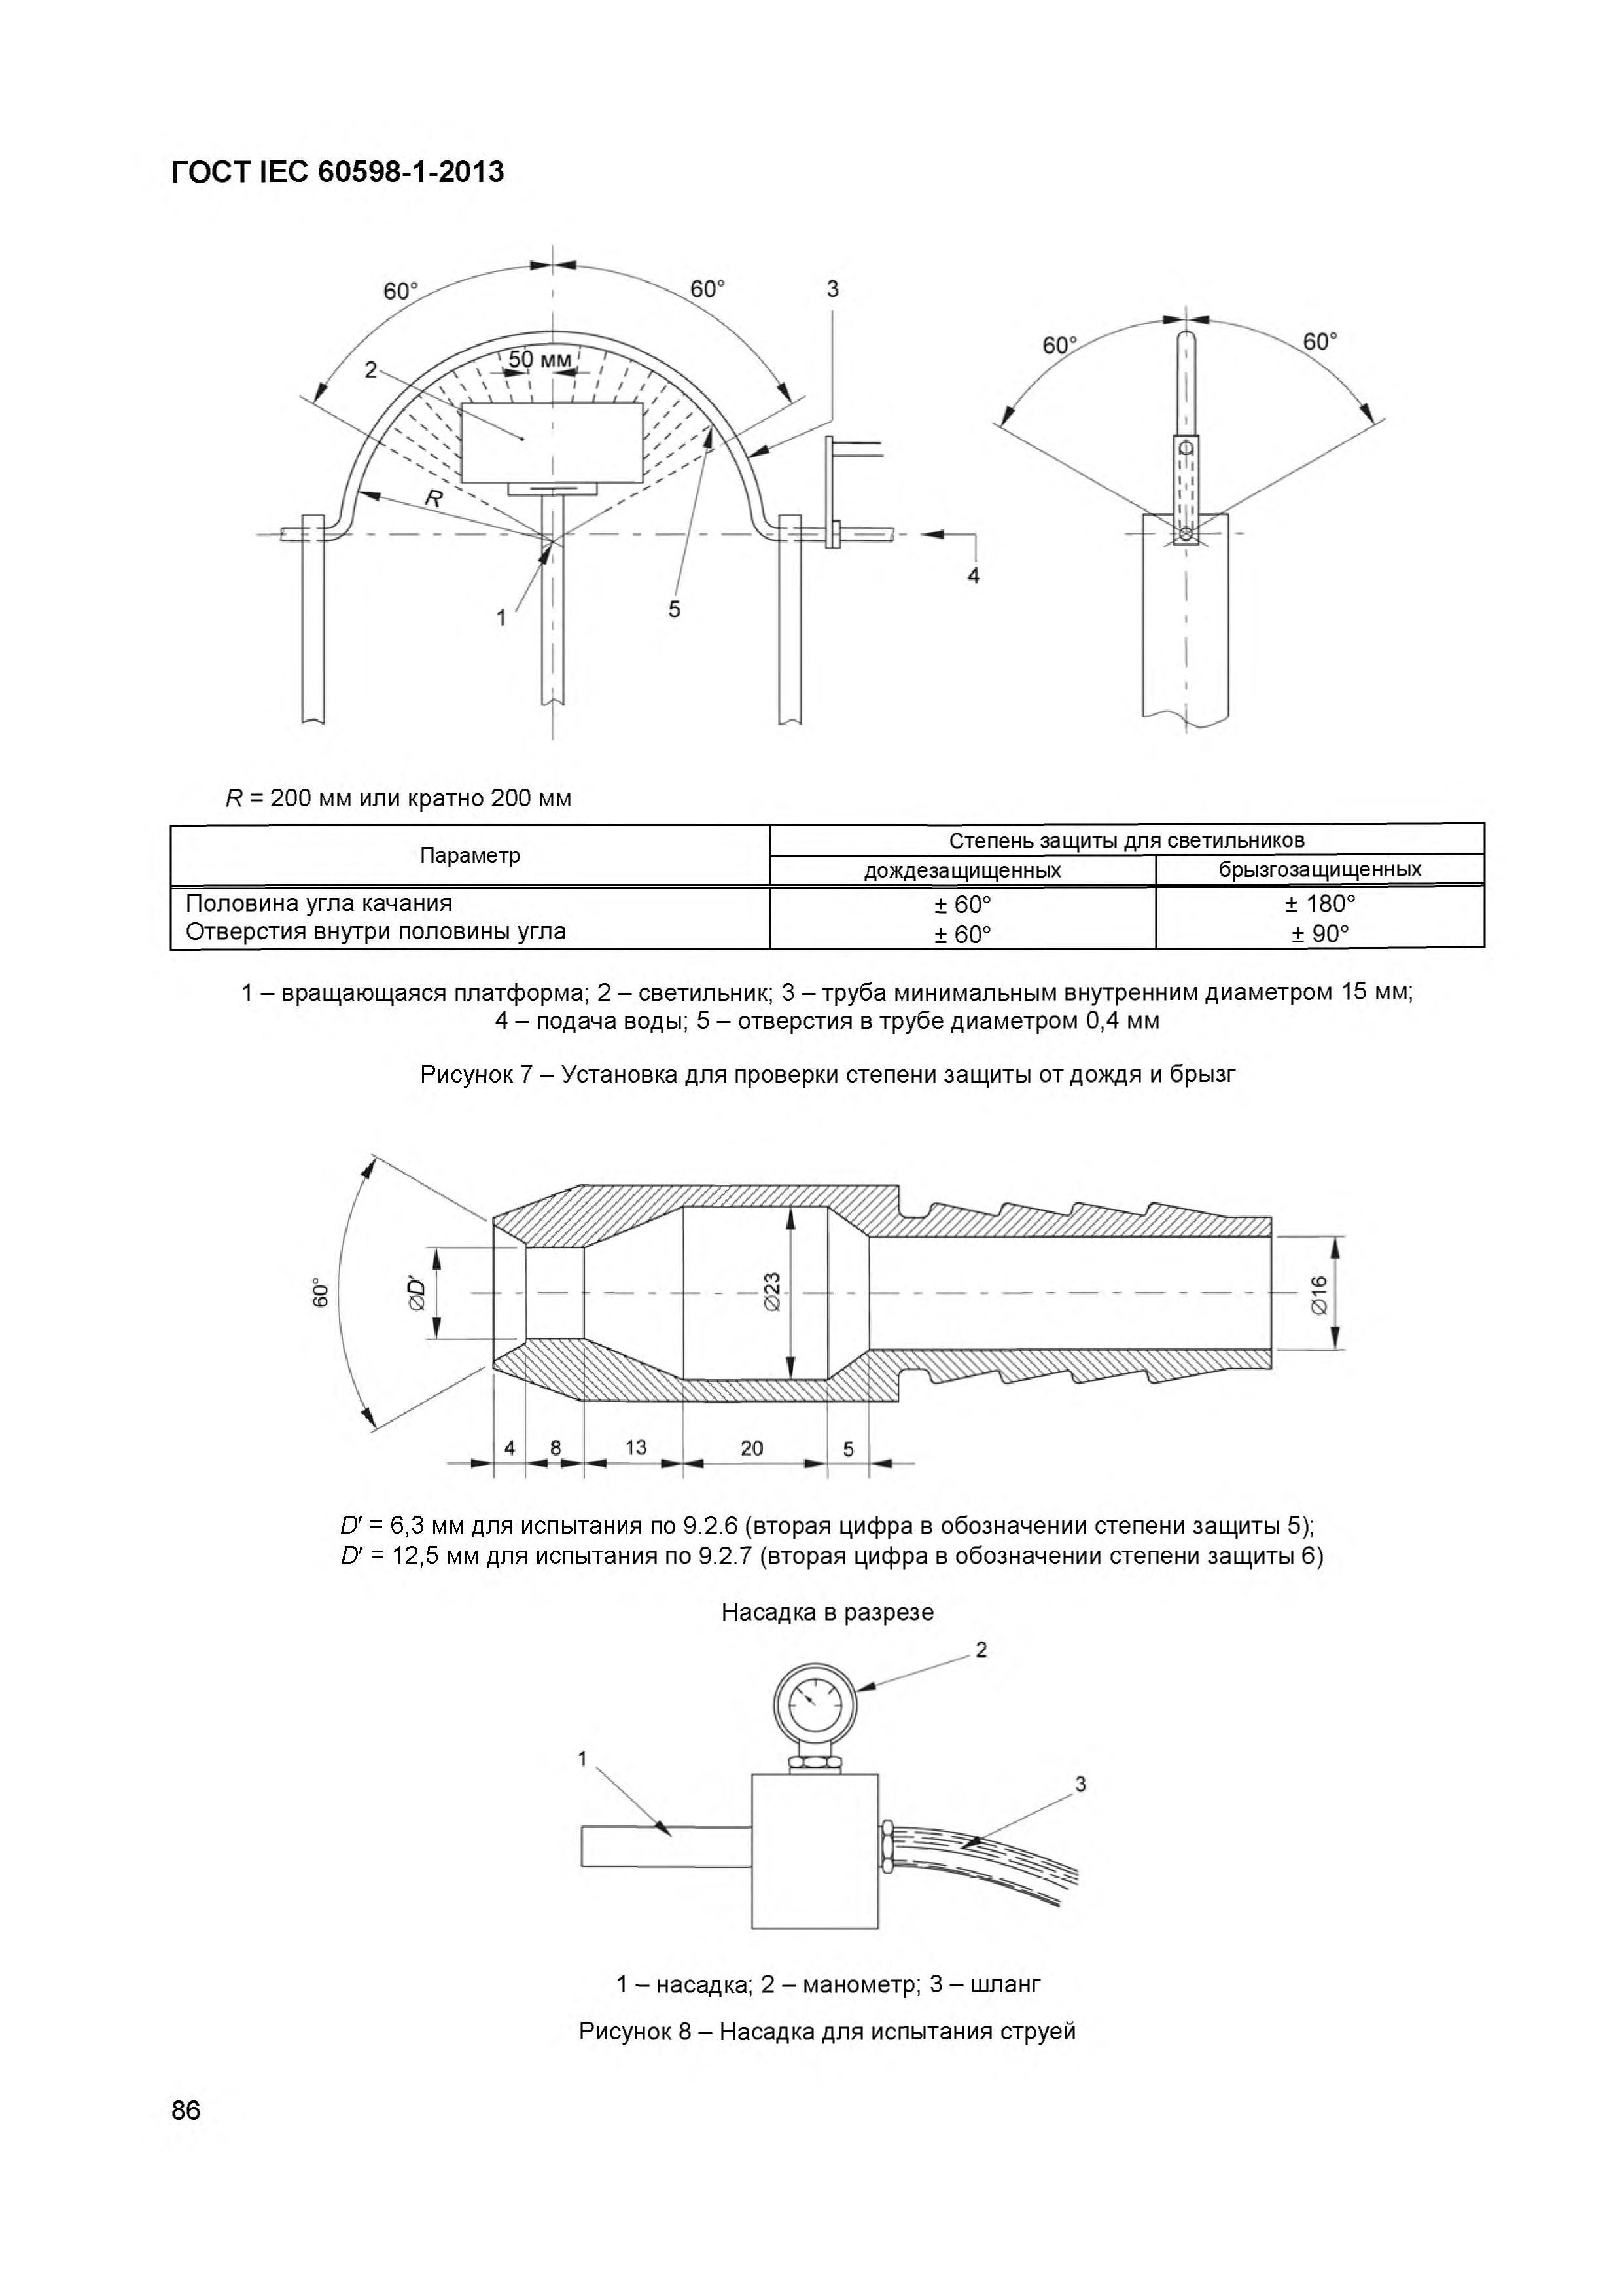 ГОСТ IEC 60598-1-2013
60° 60° 3
60° 60°
50 мм
2
R
4
1 5
R = 200 мм или кратно 200 мм
Параметр
Степень защиты для светильников
дождезащищенных брызгозащищенных
Половина угла качания ± 60° ± 180°
Отверстия внутри половины угла ± 60° ± 90°
1 – вращающаяся платформа; 2 – светильник; 3 – труба минимальным внутренним диаметром 15 мм;
4 – подача воды; 5 – отверстия в трубе диаметром 0,4 мм
Рисунок 7 – Установка для проверки степени защиты от дождя и брызг
60° ∅D′ ∅23 ∅16
4 8 13 20 5
D′ = 6,3 мм для испытания по 9.2.6 (вторая цифра в обозначении степени защиты 5);
D′ = 12,5 мм для испытания по 9.2.7 (вторая цифра в обозначении степени защиты 6)
Насадка в разрезе
2
1
3
1 – насадка; 2 – манометр; 3 – шланг
Рисунок 8 – Насадка для испытания струей
86